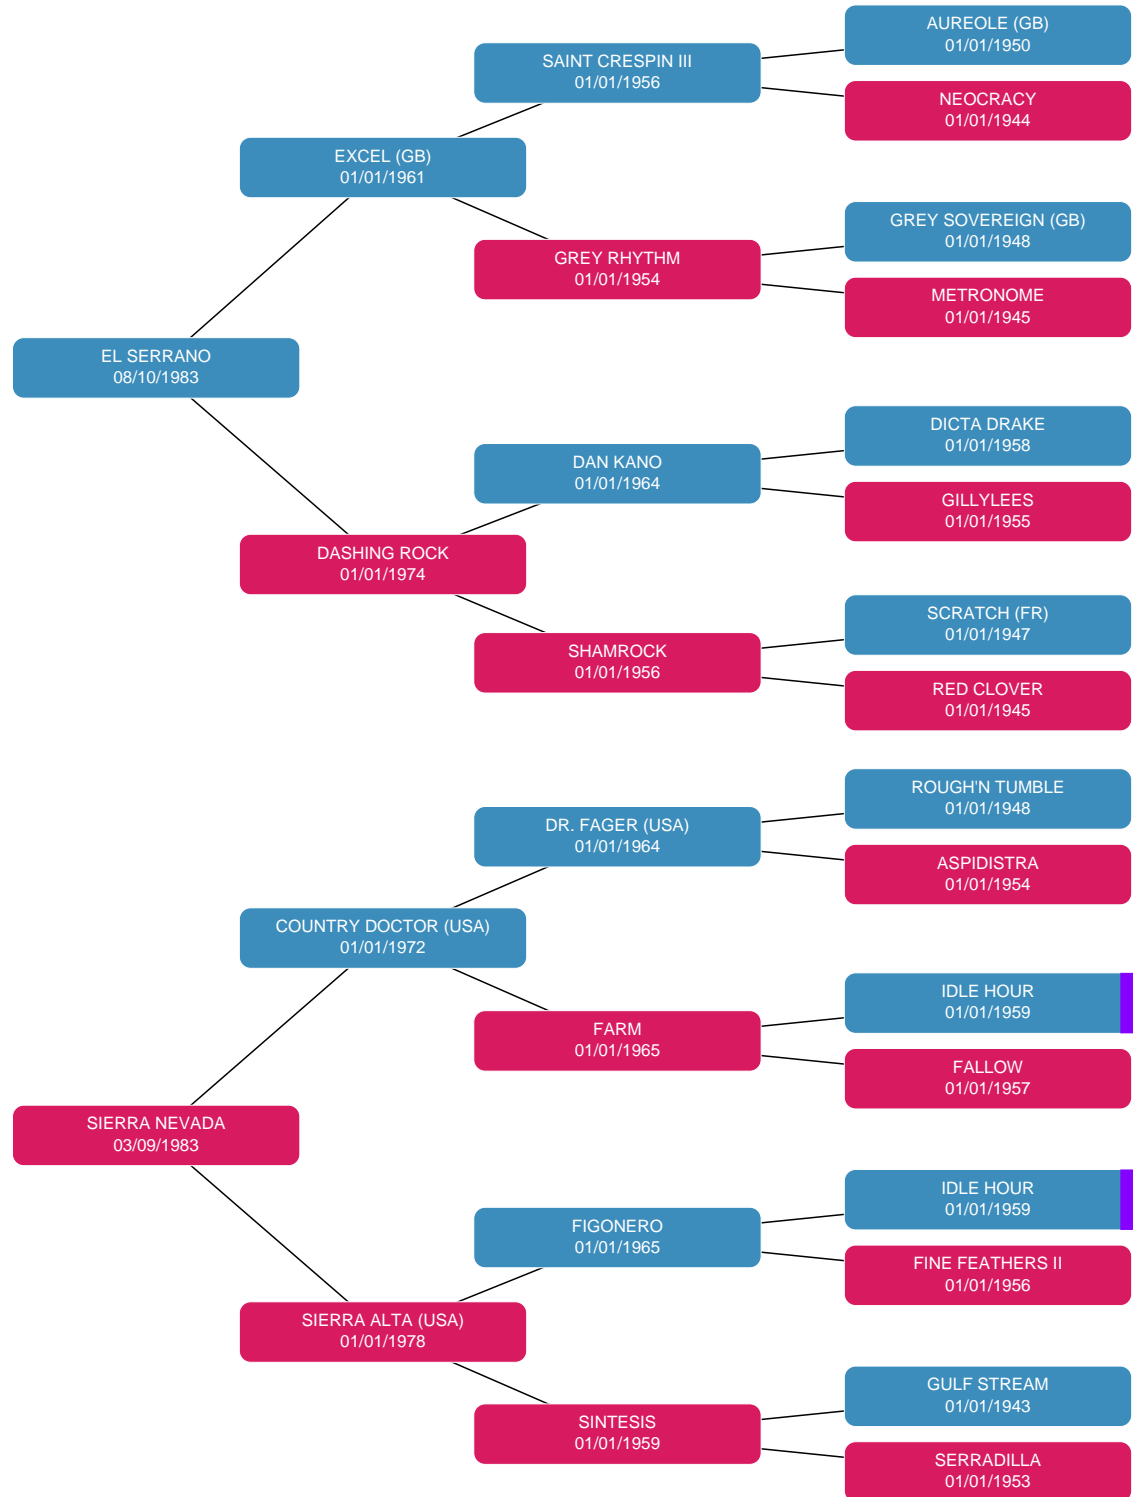 AUREOLE (GB)
01/01/1950
SAINT CRESPIN III
01/01/1956
NEOCRACY
01/01/1944
EXCEL (GB)
01/01/1961
GREY SOVEREIGN (GB)
01/01/1948
GREY RHYTHM
01/01/1954
METRONOME
01/01/1945
EL SERRANO
08/10/1983
DICTA DRAKE
01/01/1958
DAN KANO
01/01/1964
GILLYLEES
01/01/1955
DASHING ROCK
01/01/1974
SCRATCH (FR)
01/01/1947
SHAMROCK
01/01/1956
RED CLOVER
01/01/1945
ROUGH'N TUMBLE
01/01/1948
DR. FAGER (USA)
01/01/1964
ASPIDISTRA
01/01/1954
COUNTRY DOCTOR (USA)
01/01/1972
IDLE HOUR
01/01/1959
FARM
01/01/1965
FALLOW
01/01/1957
SIERRA NEVADA
03/09/1983
IDLE HOUR
01/01/1959
FIGONERO
01/01/1965
FINE FEATHERS II
01/01/1956
SIERRA ALTA (USA)
01/01/1978
GULF STREAM
01/01/1943
SINTESIS
01/01/1959
SERRADILLA
01/01/1953